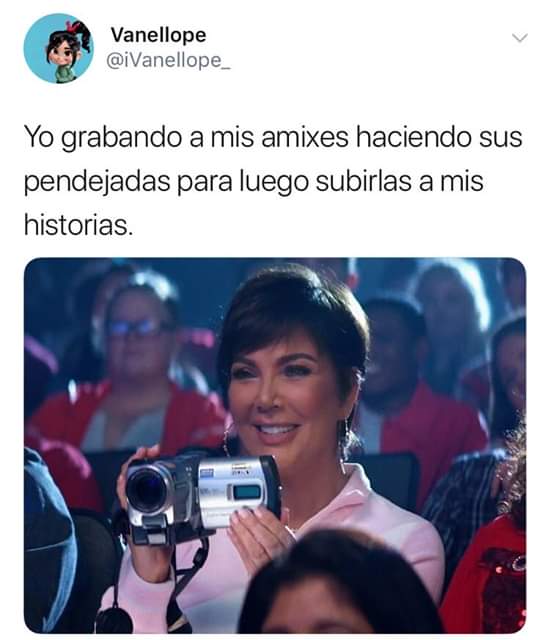 Vanellope
@iVanellope_
Yo grabando a mis amixes haciendo sus
pendejadas para luego subirlas a mis
historias.